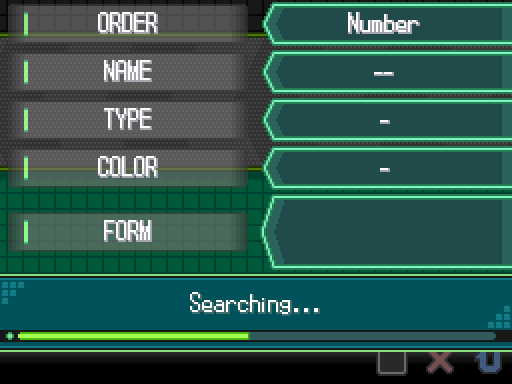 ORDER Number
NAME --
TYPE -
COLOR -
FORM
Searching...